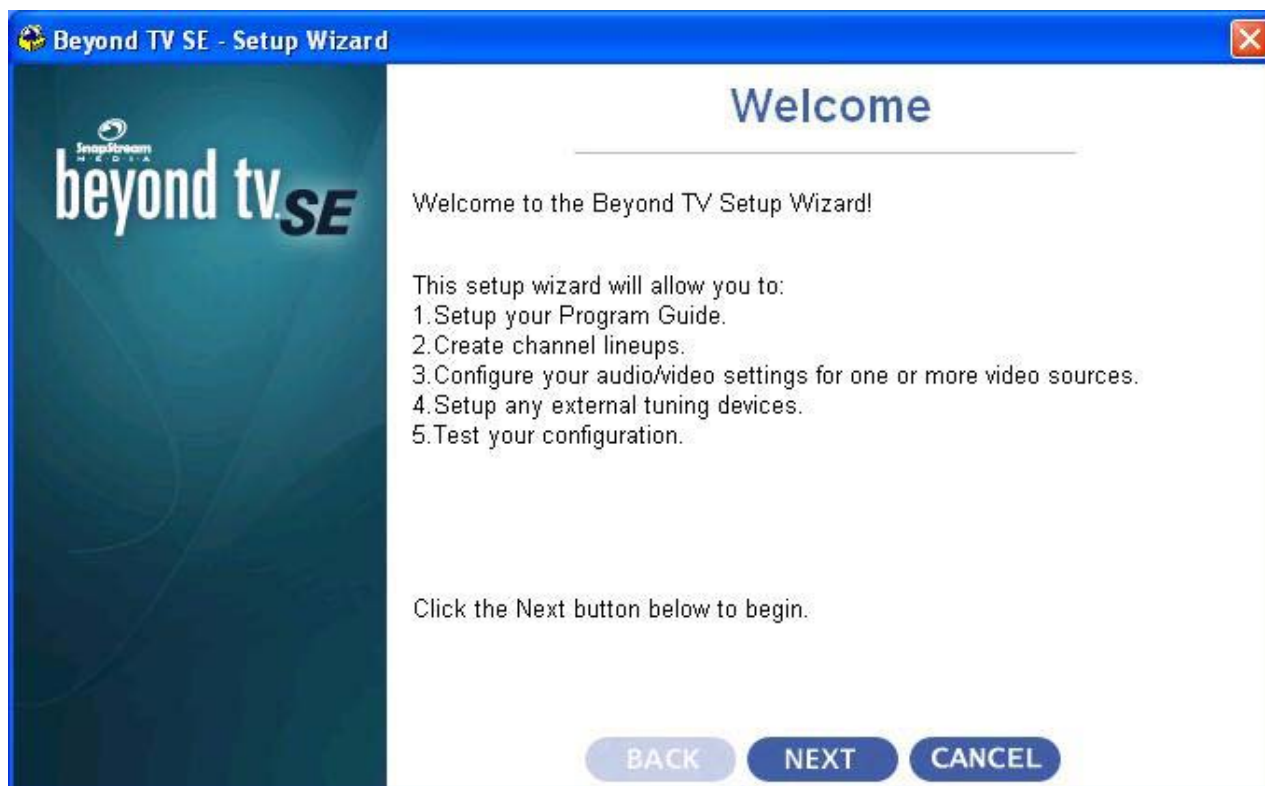 Beyond TV SE - Setup Wizard
SnapStream
MEDIA
beyond tv.SE
Welcome
Welcome to the Beyond TV Setup Wizard!
This setup wizard will allow you to:
1.Setup your Program Guide.
2.Create channel lineups.
3.Configure your audio/video settings for one or more video sources.
4.Setup any external tuning devices.
5.Test your configuration.
Click the Next button below to begin.
BACK
NEXT
CANCEL